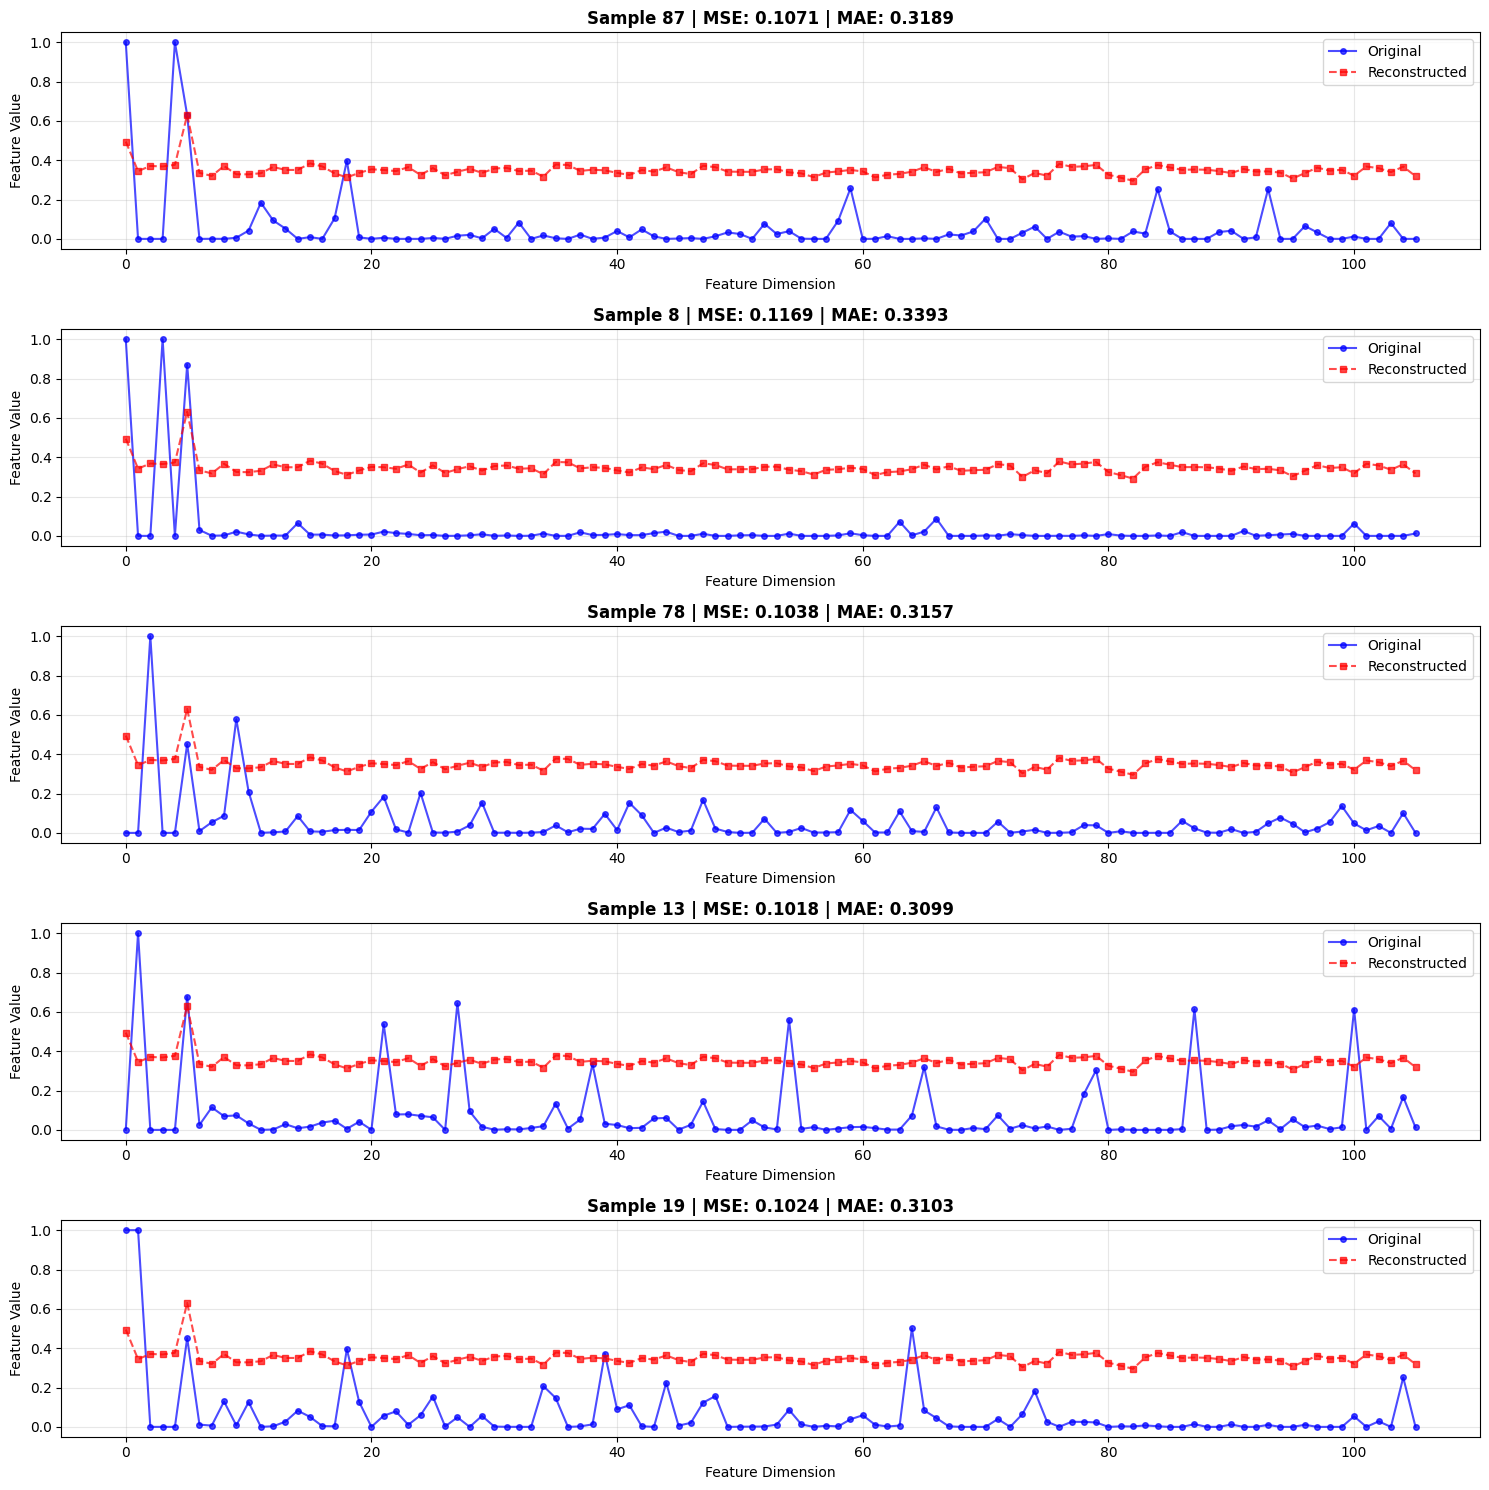 Sample 87 | MSE: 0.1071 | MAE: 0.3189
1.0
0.8
0.6
0.4
0.2
0.0
Feature Value
Original
Reconstructed
0 20 40 60 80 100
Feature Dimension
Sample 8 | MSE: 0.1169 | MAE: 0.3393
1.0
0.8
0.6
0.4
0.2
0.0
Feature Value
Original
Reconstructed
0 20 40 60 80 100
Feature Dimension
Sample 78 | MSE: 0.1038 | MAE: 0.3157
1.0
0.8
0.6
0.4
0.2
0.0
Feature Value
Original
Reconstructed
0 20 40 60 80 100
Feature Dimension
Sample 13 | MSE: 0.1018 | MAE: 0.3099
1.0
0.8
0.6
0.4
0.2
0.0
Feature Value
Original
Reconstructed
0 20 40 60 80 100
Feature Dimension
Sample 19 | MSE: 0.1024 | MAE: 0.3103
1.0
0.8
0.6
0.4
0.2
0.0
Feature Value
Original
Reconstructed
0 20 40 60 80 100
Feature Dimension